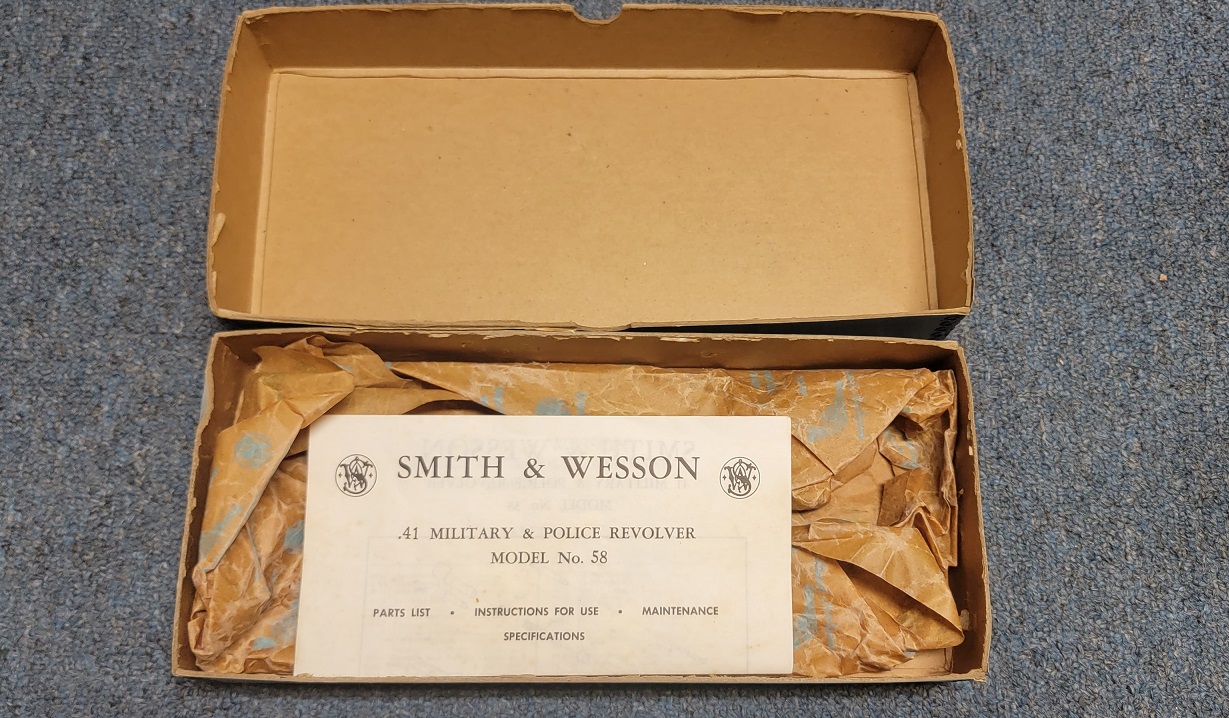 SMITH & WESSON
.41 MILITARY & POLICE REVOLVER
MODEL No. 58
PARTS LIST • INSTRUCTIONS FOR USE • MAINTENANCE
SPECIFICATIONS